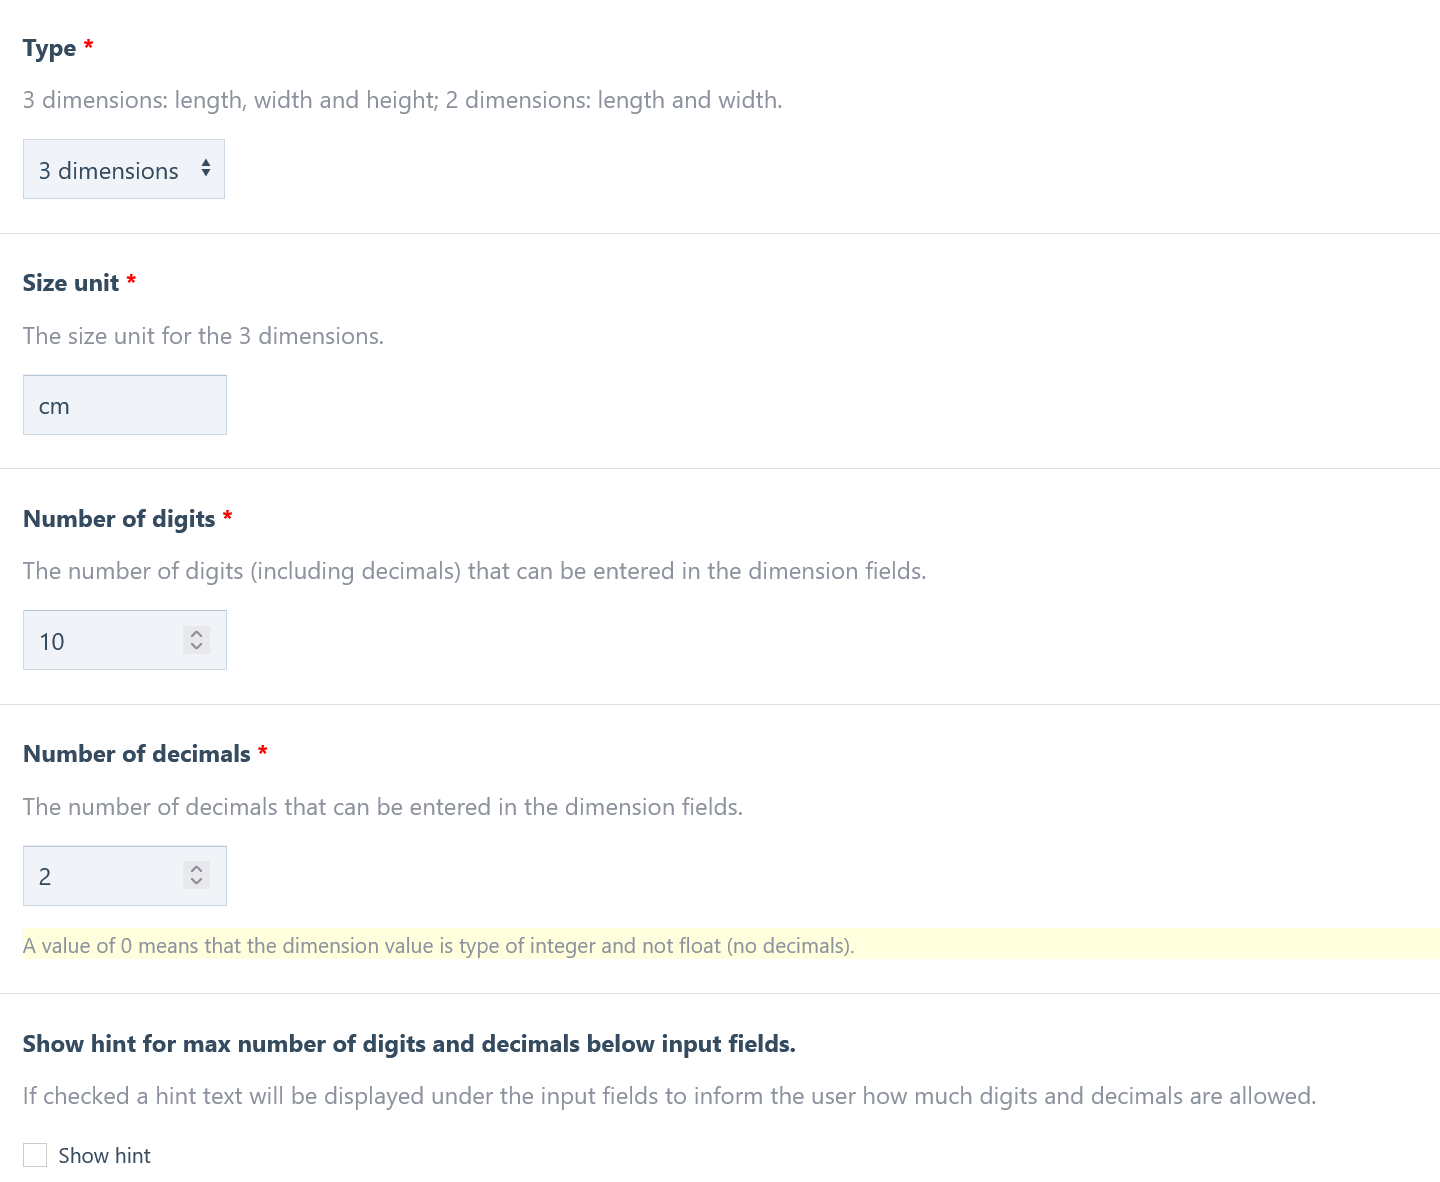 Type *
3 dimensions: length, width and height; 2 dimensions: length and width.
3 dimensions
Size unit *
The size unit for the 3 dimensions.
cm
Number of digits *
The number of digits (including decimals) that can be entered in the dimension fields.
10
Number of decimals *
The number of decimals that can be entered in the dimension fields.
2
A value of 0 means that the dimension value is type of integer and not float (no decimals).
Show hint for max number of digits and decimals below input fields.
If checked a hint text will be displayed under the input fields to inform the user how much digits and decimals are allowed.
Show hint